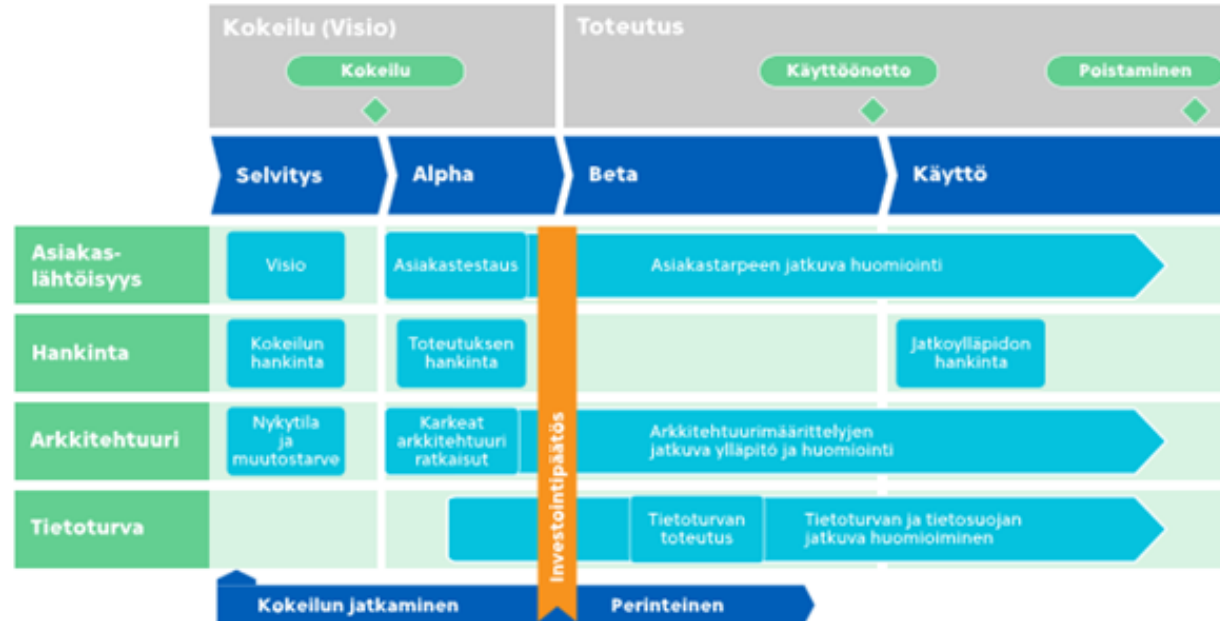 Kokeilu (Visio)
Toteutus
Kokeilu
Käyttöönotto
Poistaminen
Selvitys
Alpha
Beta
Käyttö
Asiakas-
lähtöisyys
Visio
Asiakastestaus
Asiakastarpeen jatkuva huomiointi
Hankinta
Kokeilun
hankinta
Toteutuksen
hankinta
Jatkoylläpidon
hankinta
Arkkitehtuuri
Nykytila
ja
muutostarve
Karkeat
arkkitehtuuri
ratkaisut
Arkkitehtuurimäärittelyjen
jatkuva ylläpitö ja huomiointi
Tietoturva
Tietoturvan
toteutus
Tietoturvan ja tietosuojan
jatkuva huomioiminen
Investointipäätös
Kokeilun jatkaminen
Perinteinen